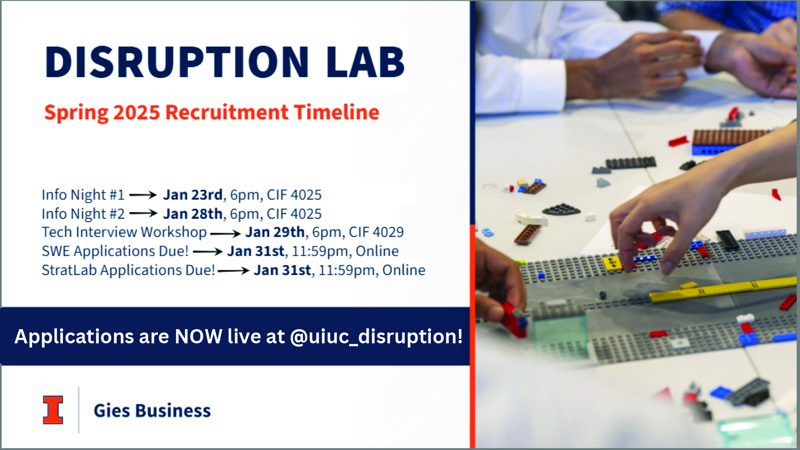 DISRUPTION LAB
Spring 2025 Recruitment Timeline
Info Night #1 → Jan 23rd, 6pm, CIF 4025
Info Night #2 → Jan 28th, 6pm, CIF 4025
Tech Interview Workshop → Jan 29th, 6pm, CIF 4029
SWE Applications Due! → Jan 31st, 11:59pm, Online
StratLab Applications Due! → Jan 31st, 11:59pm, Online
Applications are NOW live at @uiuc_disruption!
I
Gies Business